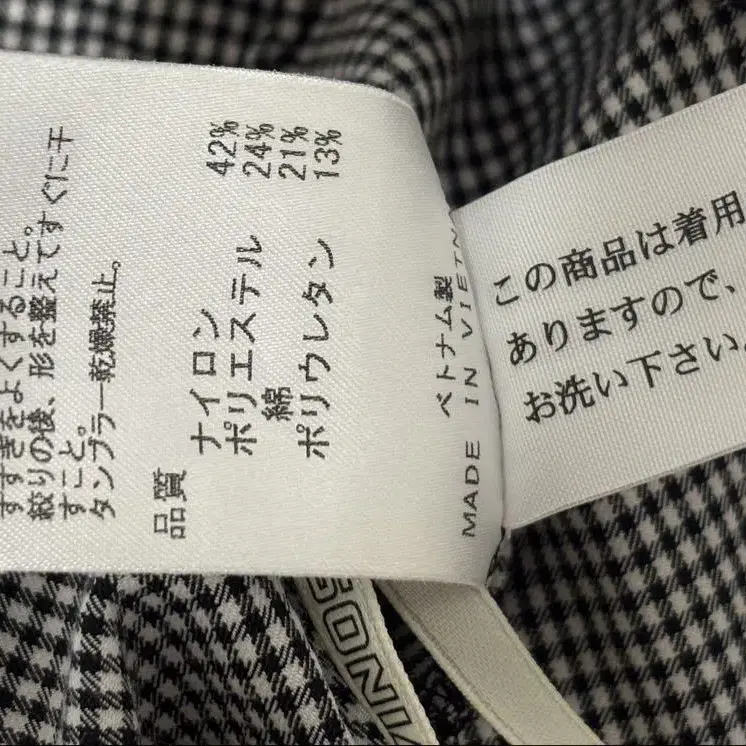 すすぎをよくすること。
絞りの後、形を整えてすぐに干
すこと。
タンブラー乾燥禁止。
品質
ナイロン 42%
ポリエステル 24%
綿 21%
ポリウレタン 13%
ベトナム製
MADE IN VIETN
この商品は着用
ありますので、
お洗い下さい。